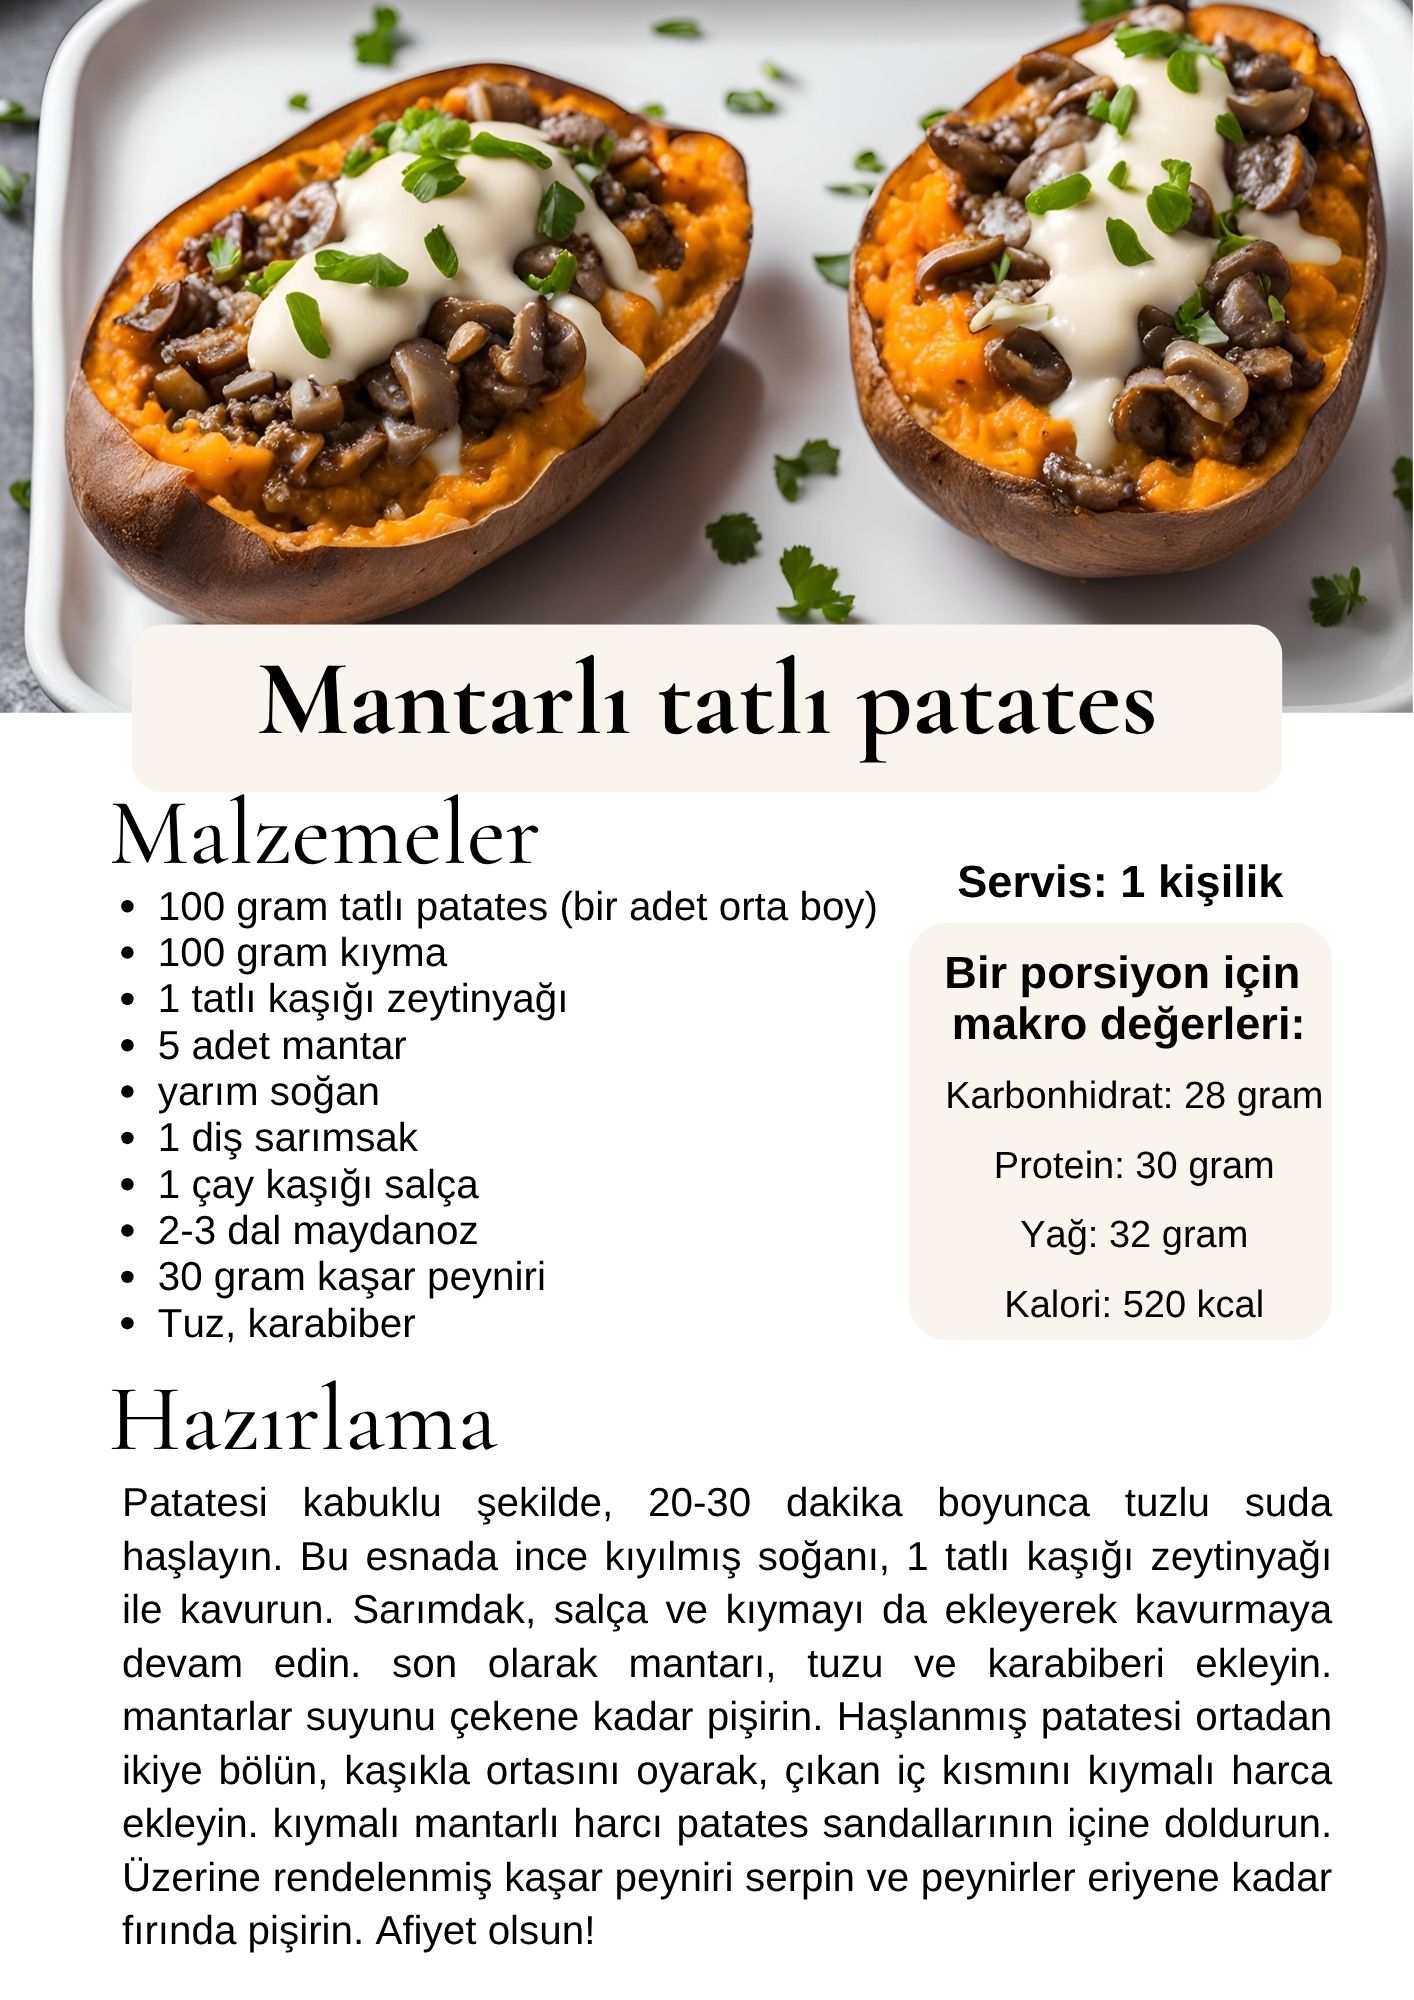 Mantarlı tatlı patates
Malzemeler
• 100 gram tatlı patates (bir adet orta boy)
• 100 gram kıyma
• 1 tatlı kaşığı zeytinyağı
• 5 adet mantar
• yarım soğan
• 1 diş sarımsak
• 1 çay kaşığı salça
• 2-3 dal maydanoz
• 30 gram kaşar peyniri
• Tuz, karabiber
Servis: 1 kişilik
Bir porsiyon için
makro değerleri:
Karbonhidrat: 28 gram
Protein: 30 gram
Yağ: 32 gram
Kalori: 520 kcal
Hazırlama
Patatesi kabuklu şekilde, 20-30 dakika boyunca tuzlu suda
haşlayın. Bu esnada ince kıyılmış soğanı, 1 tatlı kaşığı zeytinyağı
ile kavurun. Sarımdak, salça ve kıymayı da ekleyerek kavurmaya
devam edin. son olarak mantarı, tuzu ve karabiberi ekleyin.
mantarlar suyunu çekene kadar pişirin. Haşlanmış patatesi ortadan
ikiye bölün, kaşıkla ortasını oyarak, çıkan iç kısmını kıymalı harca
ekleyin. kıymalı mantarlı harcı patates sandallarının içine doldurun.
Üzerine rendelenmiş kaşar peyniri serpin ve peynirler eriyene kadar
fırında pişirin. Afiyet olsun!